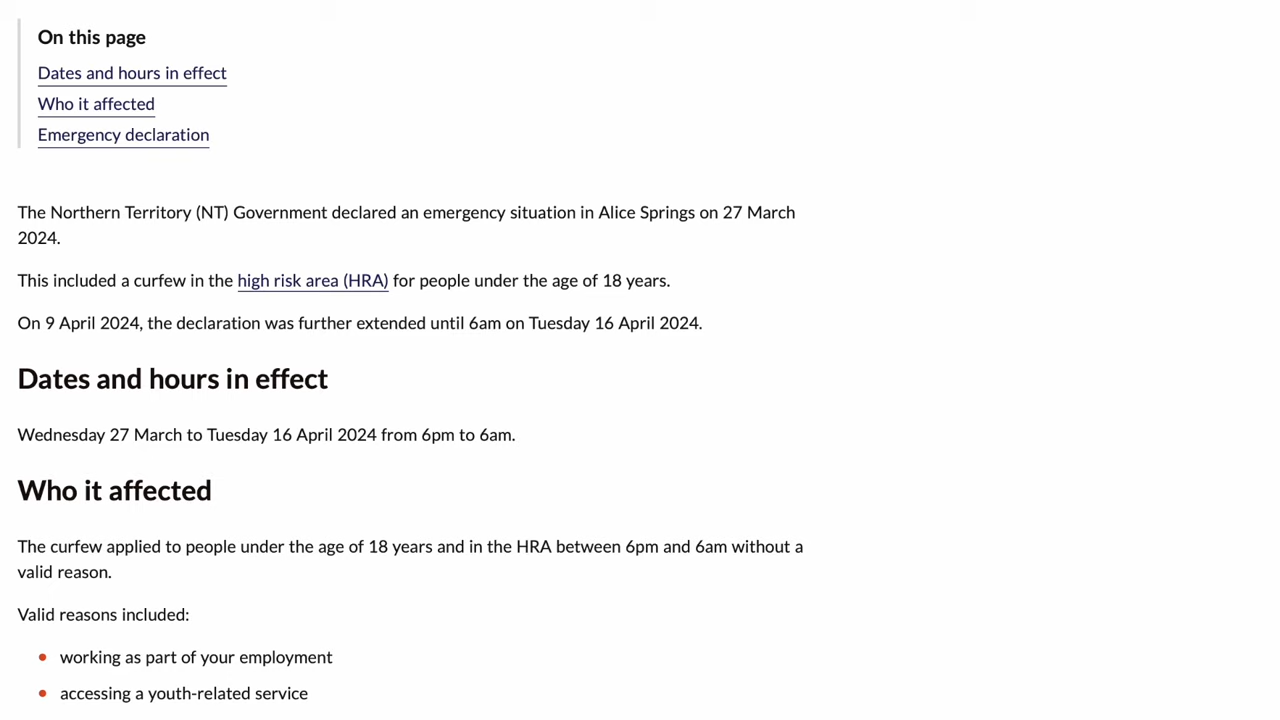 On this page
Dates and hours in effect
Who it affected
Emergency declaration
The Northern Territory (NT) Government declared an emergency situation in Alice Springs on 27 March
2024.
This included a curfew in the high risk area (HRA) for people under the age of 18 years.
On 9 April 2024, the declaration was further extended until 6am on Tuesday 16 April 2024.
Dates and hours in effect
Wednesday 27 March to Tuesday 16 April 2024 from 6pm to 6am.
Who it affected
The curfew applied to people under the age of 18 years and in the HRA between 6pm and 6am without a
valid reason.
Valid reasons included:
• working as part of your employment
• accessing a youth-related service